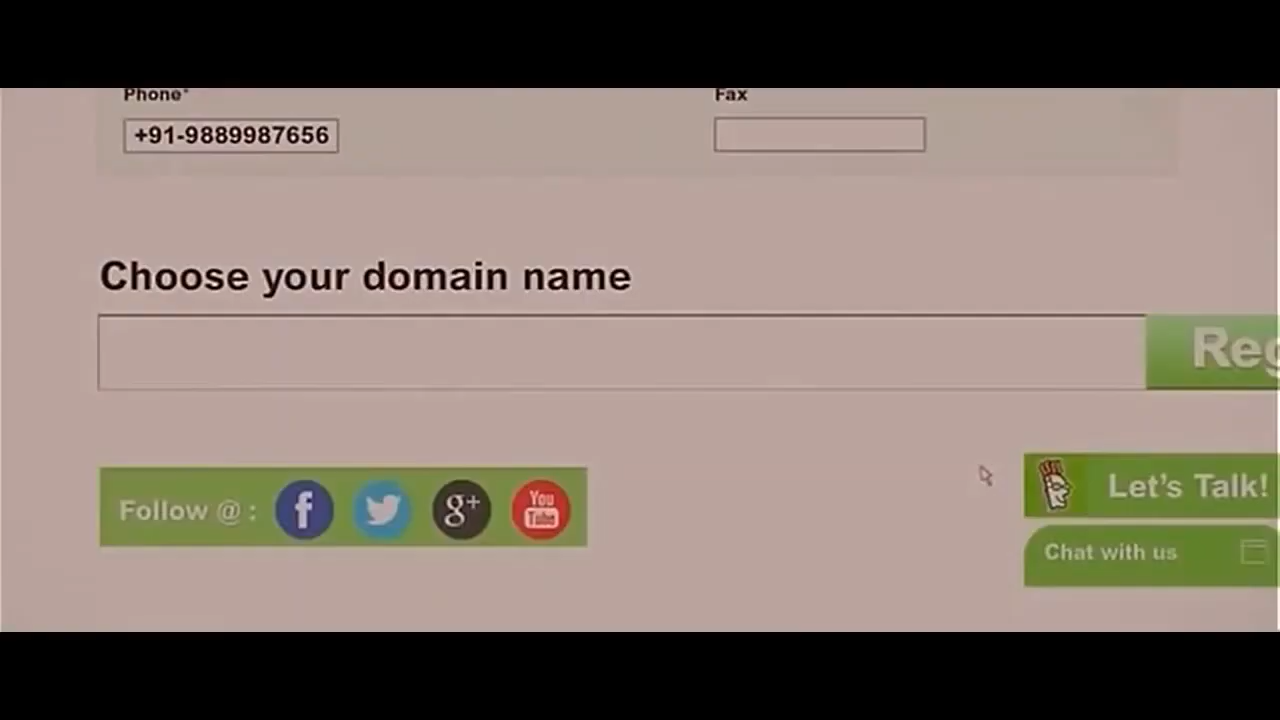 Phone*
Fax
+91-9889987656
Choose your domain name
Reg
Follow @ :
f
g+
You
Tube
Let's Talk!
Chat with us